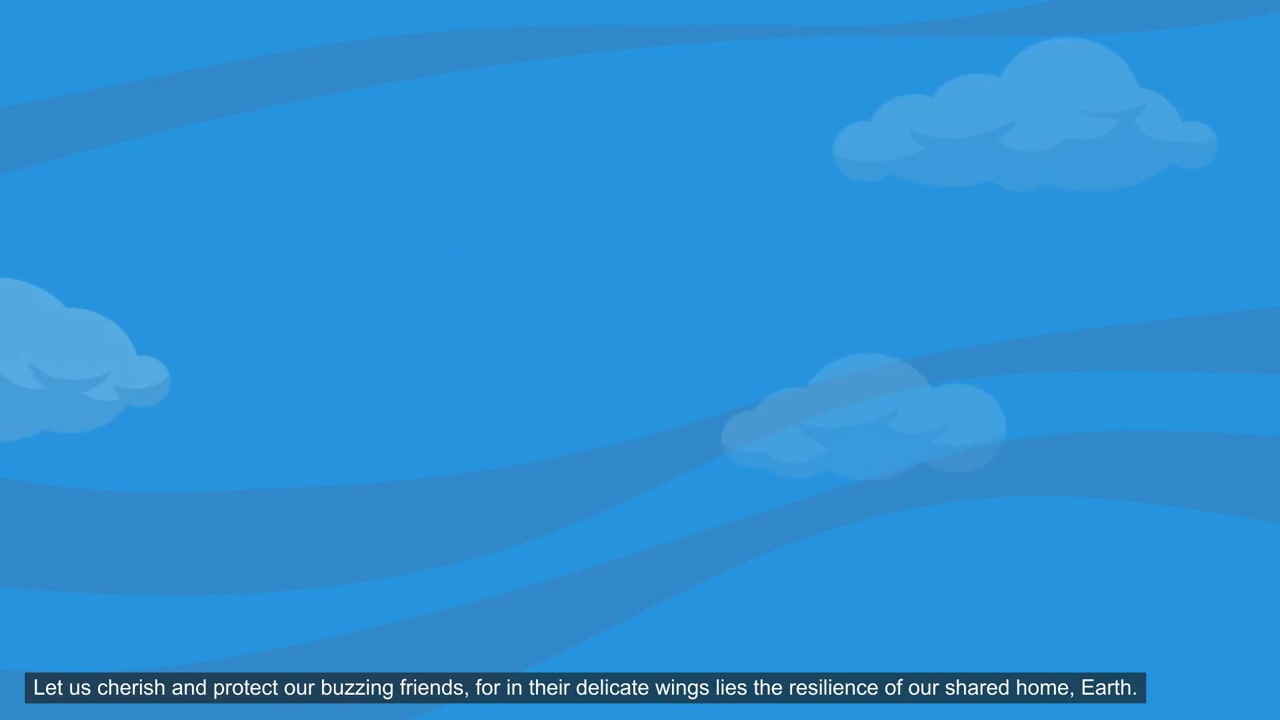 Let us cherish and protect our buzzing friends, for in their delicate wings lies the resilience of our shared home, Earth.